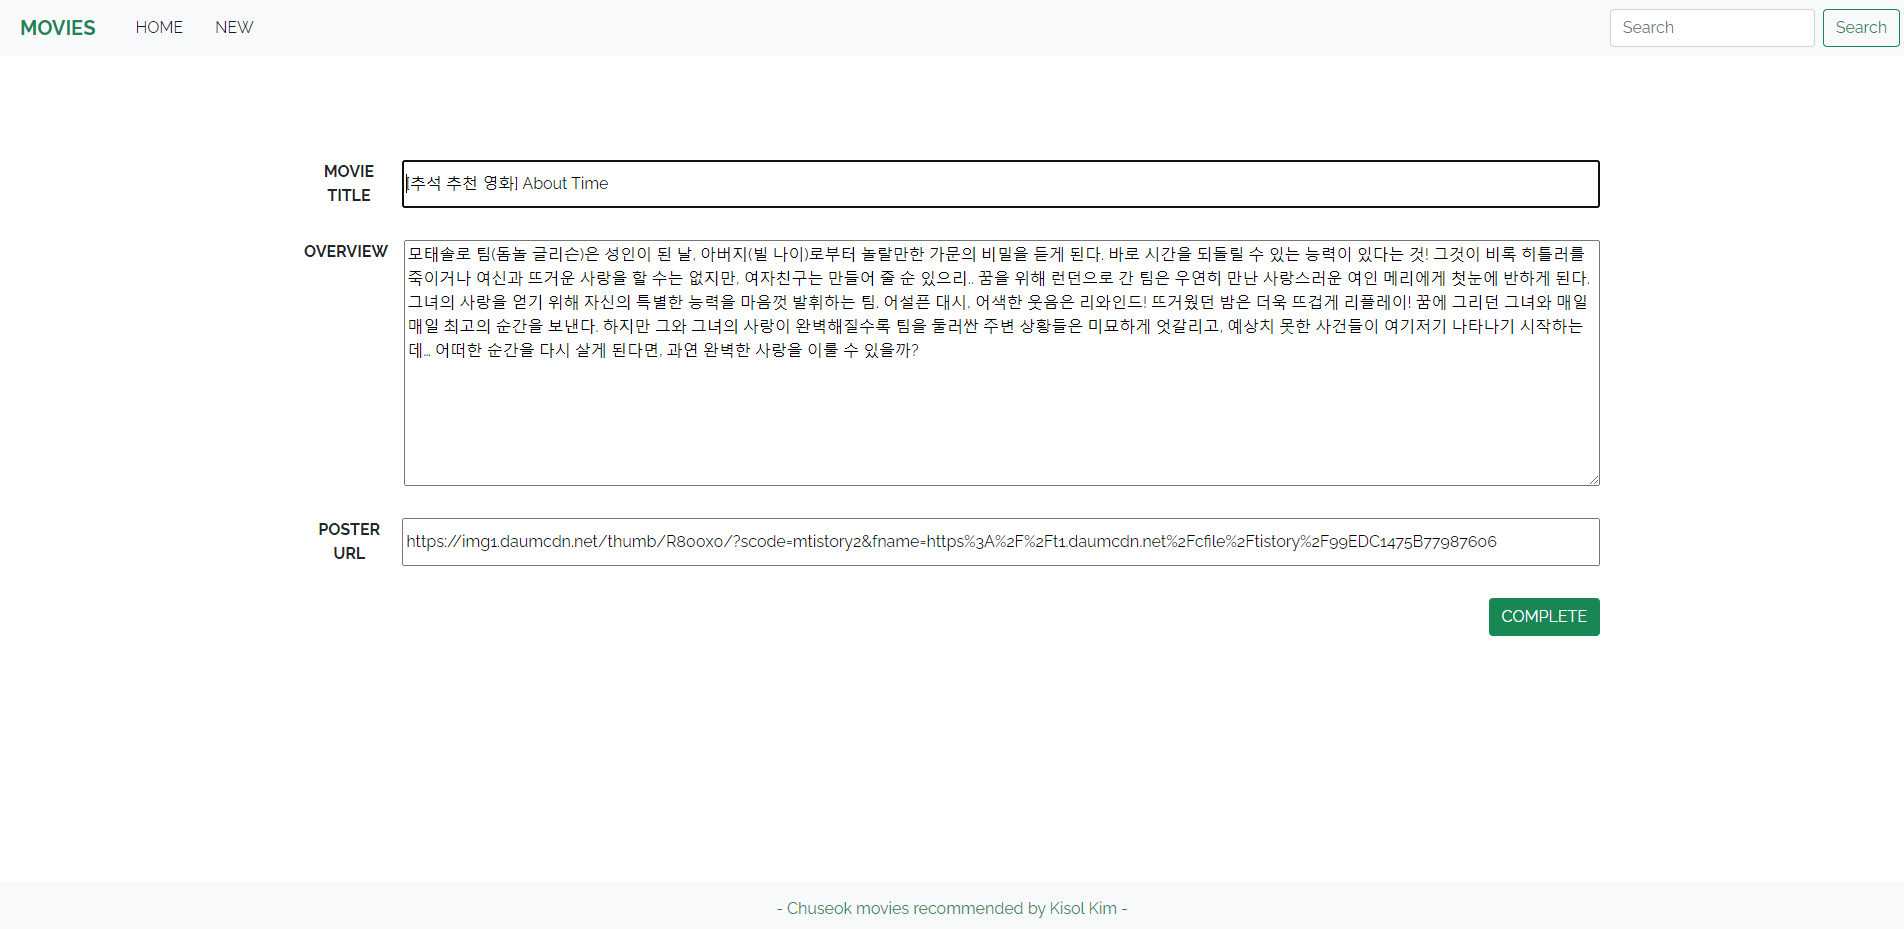 MOVIES HOME NEW Search Search
MOVIE
TITLE
[추석 추천 영화] About Time
OVERVIEW
모태솔로 팀(돔놀 글리슨)은 성인이 된 날, 아버지(빌 나이)로부터 놀랄만한 가문의 비밀을 듣게 된다. 바로 시간을 되돌릴 수 있는 능력이 있다는 것! 그것이 비록 히틀러를
죽이거나 여신과 뜨거운 사랑을 할 수는 없지만, 여자친구는 만들어 줄 순 있으리.. 꿈을 위해 런던으로 간 팀은 우연히 만난 사랑스러운 여인 메리에게 첫눈에 반하게 된다.
그녀의 사랑을 얻기 위해 자신의 특별한 능력을 마음껏 발휘하는 팀. 어설픈 대시, 어색한 웃음은 리와인드! 뜨거웠던 밤은 더욱 뜨겁게 리플레이! 꿈에 그리던 그녀와 매일
매일 최고의 순간을 보낸다. 하지만 그와 그녀의 사랑이 완벽해질수록 팀을 둘러싼 주변 상황들은 미묘하게 엇갈리고, 예상치 못한 사건들이 여기저기 나타나기 시작하는
데… 어떠한 순간을 다시 살게 된다면, 과연 완벽한 사랑을 이룰 수 있을까?
POSTER
URL
https://img1.daumcdn.net/thumb/R800x0/?scode=mtistory2&fname=https%3A%2F%2Ft1.daumcdn.net%2Fcfile%2Ftistory%2F99EDC1475B77987606
COMPLETE
- Chuseok movies recommended by Kisol Kim -